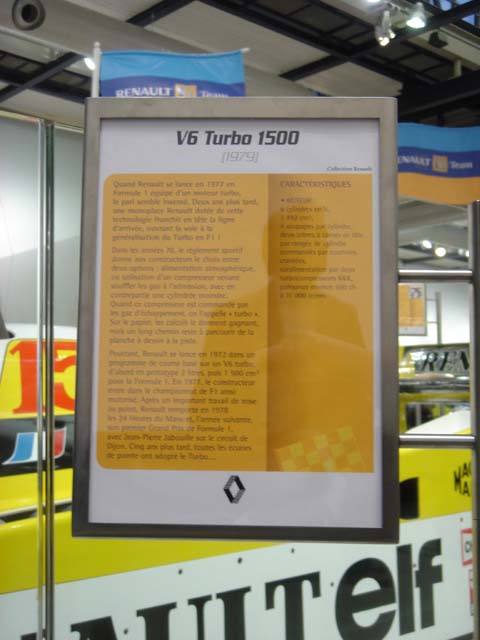 RENAULT Team
RENAULT Team
V6 Turbo 1500
(1979)
Collection Renault
Quand Renault se lance en 1977 en
Formule 1 équipé d'un moteur turbo,
le pari semble insensé. Deux ans plus tard,
une monoplace Renault dotée de cette
technologie franchit en tête la ligne
d'arrivée, ouvrant la voie à la
généralisation du Turbo en F1 !
Dans les années 70, le règlement sportif
donne aux constructeurs le choix entre
deux options : alimentation atmosphérique,
ou utilisation d'un compresseur venant
souffler les gaz à l'admission, avec en
contrepartie une cylindrée moindre.
Quand ce compresseur est commandé par
les gaz d'échappement, on l'appelle « turbo ».
Sur le papier, les calculs le donnent gagnant,
mais un long chemin reste à parcourir de la
planche à dessin à la piste.
Pourtant, Renault se lance en 1972 dans un
programme de course basé sur un V6 turbo,
d'abord en prototype 2 litres, puis 1 500 cm³
pour la Formule 1. En 1977, le constructeur
entre dans le championnat de F1 ainsi
motorisé. Après un important travail de mise
au point, Renault remporte en 1978
les 24 Heures du Mans et, l'année suivante,
son premier Grand Prix de Formule 1,
avec Jean-Pierre Jabouille sur le circuit de
Dijon. Cinq ans plus tard, toutes les écuries
de pointe ont adopté le Turbo...
CARACTÉRISTIQUES
• MOTEUR
6 cylindres en V,
4 soupapes par cylindre,
deux arbres à cames en tête
par rangée de cylindre
commandés par courroies
crantées,
suralimentation par deux
turbocompresseurs KKK,
à 11 000 tr/mn
15
REN
MA
AULT elf